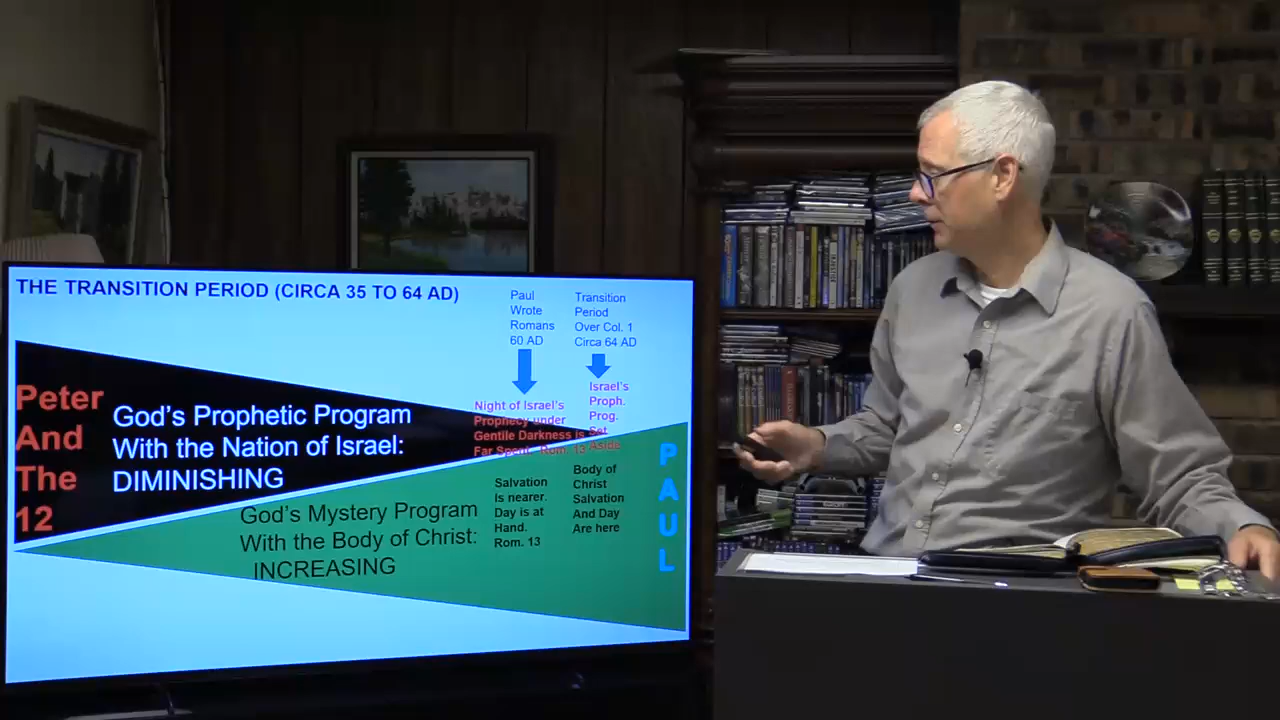 THE TRANSITION PERIOD (CIRCA 35 TO 64 AD)
Paul
Wrote
Romans
60 AD
Transition
Period
Over Col. 1
Circa 64 AD
Peter
And
The
12
God's Prophetic Program
With the Nation of Israel:
DIMINISHING
Night of Israel's
Prophecy under
Gentile Darkness is
Far Spent. Rom. 13
Israel's
Proph.
Prog.
Set
Aside
God's Mystery Program
With the Body of Christ:
INCREASING
Salvation
Is nearer.
Day is at
Hand.
Rom. 13
Body of
Christ
Salvation
And Day
Are here
P
A
U
L